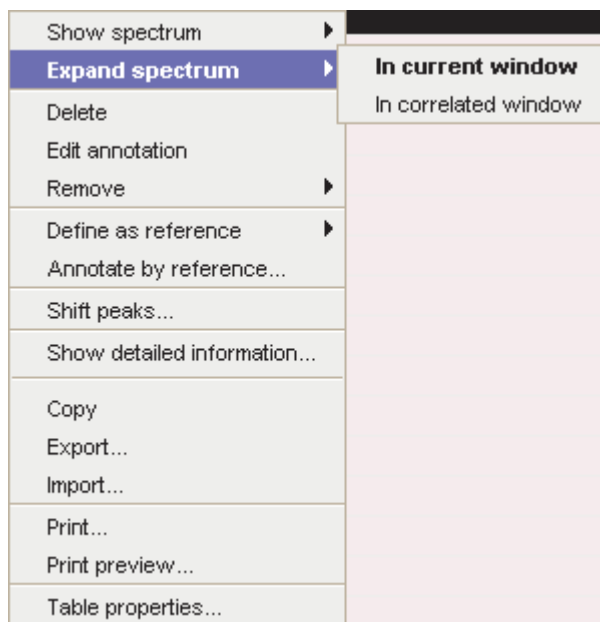 Show spectrum
Expand spectrum
In current window
In correlated window
Delete
Edit annotation
Remove
Define as reference
Annotate by reference...
Shift peaks...
Show detailed information...
Copy
Export...
Import...
Print...
Print preview...
Table properties...